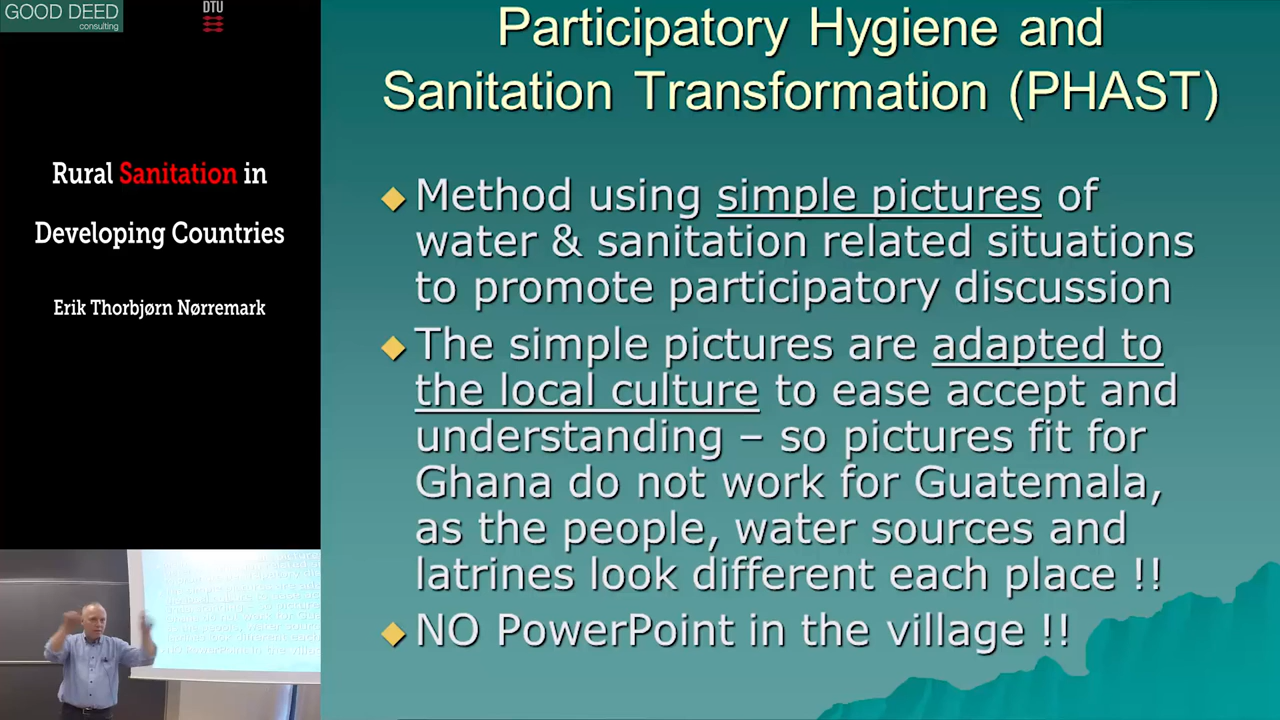 GOOD DEED
consulting
DTU
Rural Sanitation in
Developing Countries
Erik Thorbjørn Nørremark
Participatory Hygiene and
Sanitation Transformation (PHAST)
Method using simple pictures of
water & sanitation related situations
to promote participatory discussion
The simple pictures are adapted to
the local culture to ease accept and
understanding – so pictures fit for
Ghana do not work for Guatemala,
as the people, water sources and
latrines look different each place !!
NO PowerPoint in the village !!